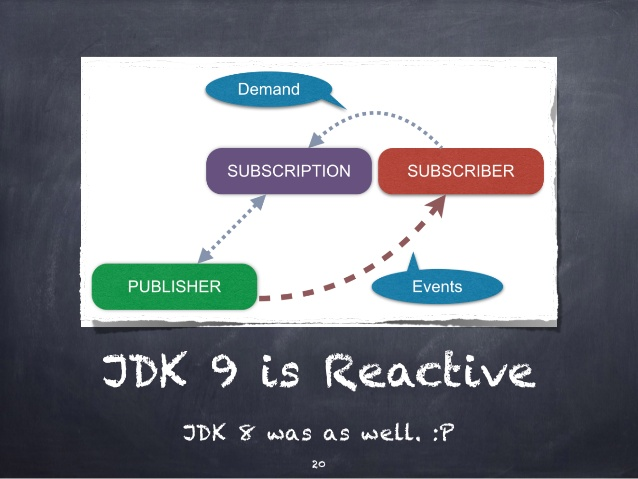 Demand
SUBSCRIPTION
SUBSCRIBER
PUBLISHER
Events
JDK 9 is Reactive
JDK 8 was as well. :P
20